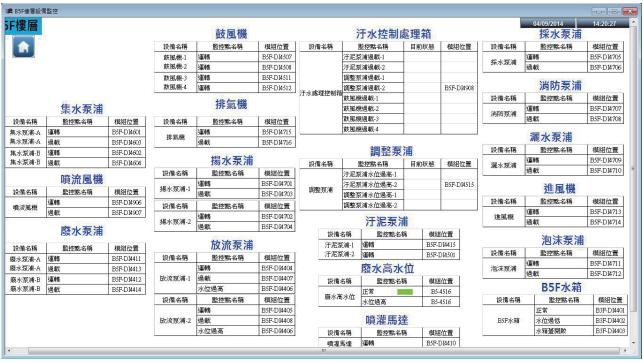 B5F樓層設備監控
5F樓層
04/09/2014 14:20:27
集水泵浦
設備名稱 監控點名稱 模組位置
集水泵浦-A 運轉 B5F-DI4601
集水泵浦-A 過載 B5F-DI4603
集水泵浦-B 運轉 B5F-DI4602
集水泵浦-B 過載 B5F-DI4604
噴流風機
設備名稱 監控點名稱 模組位置
噴流風機 運轉 B5F-DI4906
過載 B5F-DI4907
廢水泵浦
設備名稱 監控點名稱 模組位置
廢水泵浦-A 運轉 B5F-DI4411
廢水泵浦-A 過載 B5F-DI4413
廢水泵浦-B 運轉 B5F-DI4412
廢水泵浦-B 過載 B5F-DI4414
鼓風機
設備名稱 監控點名稱 模組位置
鼓風機-1 運轉 B5F-DI4507
鼓風機-2 運轉 B5F-DI4508
鼓風機-3 運轉 B5F-DI4511
鼓風機-4 運轉 B5F-DI4512
排氣機
設備名稱 監控點名稱 模組位置
排氣機 運轉 B5F-DI4715
過載 B5F-DI4716
揚水泵浦
設備名稱 監控點名稱 模組位置
揚水泵浦-1 運轉 B5F-DI4701
過載 B5F-DI4703
設備名稱 監控點名稱 模組位置
揚水泵浦-2 運轉 B5F-DI4702
過載 B5F-DI4704
放流泵浦
設備名稱 監控點名稱 模組位置
放流泵浦-1 運轉 B5F-DI4404
過載 B5F-DI4407
水位過高 B5F-DI4406
設備名稱 監控點名稱 模組位置
放流泵浦-2 運轉 B5F-DI4405
過載 B5F-DI4408
水位過高 B5F-DI4406
汙水控制處理箱
設備名稱 監控點名稱 目前狀態 模組位置
汙水處理控制箱 汙泥泵浦過載-1 B5F-DI4908
汙泥泵浦過載-2
調整泵浦過載-1
調整泵浦過載-2
鼓風機過載-1
鼓風機過載-2
鼓風機過載-3
鼓風機過載-4
調整泵浦
設備名稱 監控點名稱 目前狀態 模組位置
調整泵浦 汙泥泵浦水位過高-1 B5F-DI4515
汙泥泵浦水位過高-2
調整泵浦水位過高-1
調整泵浦水位過高-2
汙泥泵浦
設備名稱 監控點名稱 模組位置
汙泥泵浦-1 運轉 B5F-DI4415
汙泥泵浦-2 運轉 B5F-DI4501
廢水高水位
設備名稱 監控點名稱 模組位置
廢水高水位 正常 B5-4516
水位過高 B5-4516
噴灌馬達
設備名稱 監控點名稱 模組位置
噴灌馬達 運轉 B5F-DI4410
採水泵浦
設備名稱 監控點名稱 模組位置
採水泵浦 運轉 B5F-DI4705
過載 B5F-DI4706
消防泵浦
設備名稱 監控點名稱 模組位置
消防泵浦 運轉 B5F-DI4707
過載 B5F-DI4708
灑水泵浦
設備名稱 監控點名稱 模組位置
灑水泵浦 運轉 B5F-DI4709
過載 B5F-DI4710
進風機
設備名稱 監控點名稱 模組位置
進風機 運轉 B5F-DI4713
過載 B5F-DI4714
泡沫泵浦
設備名稱 監控點名稱 模組位置
泡沫泵浦 運轉 B5F-DI4711
過載 B5F-DI4712
B5F水箱
設備名稱 監控點名稱 模組位置
B5F水箱 正常 B5F-DI4401
水位過低 B5F-DI4402
水箱蓋開啟 B5F-DI4403